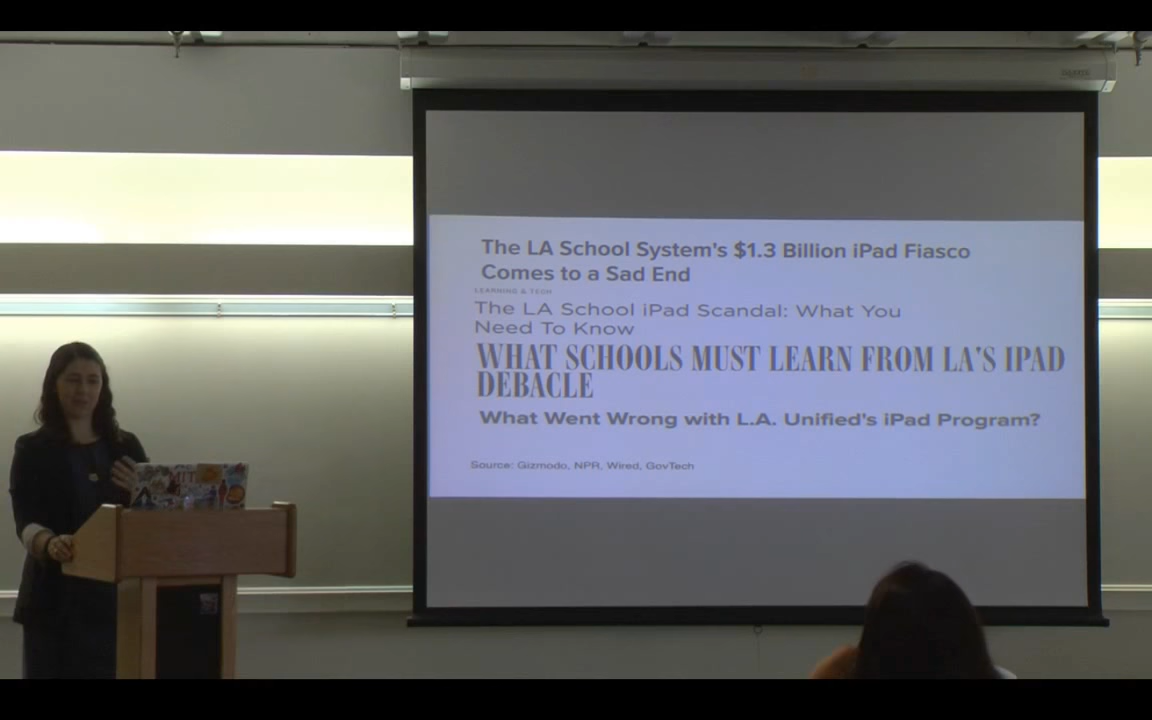 The LA School System's $1.3 Billion iPad Fiasco
Comes to a Sad End
LEARNING & TECH
The LA School iPad Scandal: What You
Need To Know
WHAT SCHOOLS MUST LEARN FROM LA'S IPAD
DEBACLE
What Went Wrong with L.A. Unified's iPad Program?
Source: Gizmodo, NPR, Wired, GovTech